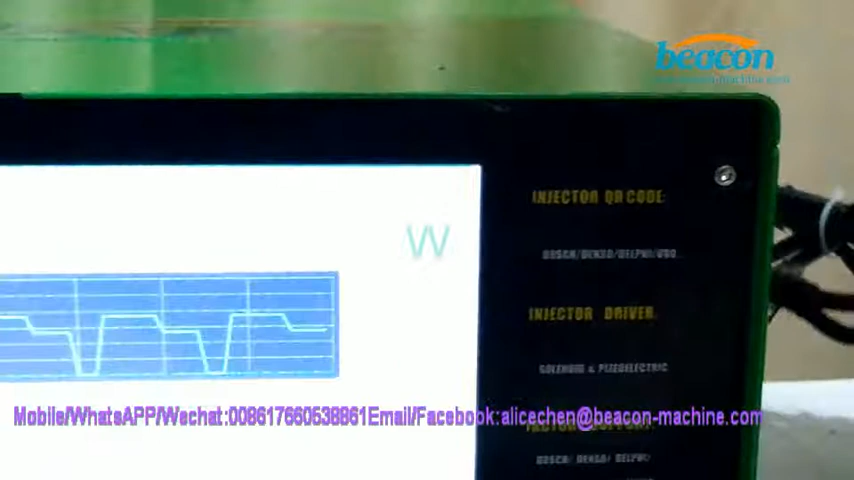 beacon
INJECTOR QR CODE:
W
BOSCH/DENSO/DELPHI/VDO
INJECTOR DRIVER:
SOLENOID & PIZEOELECTRIC
Mobile/WhatsAPP/Wechat:008617660538861Email/Facebook:alicechen@beacon-machine.com
BOSCH/ DENSO/ DELPHI/